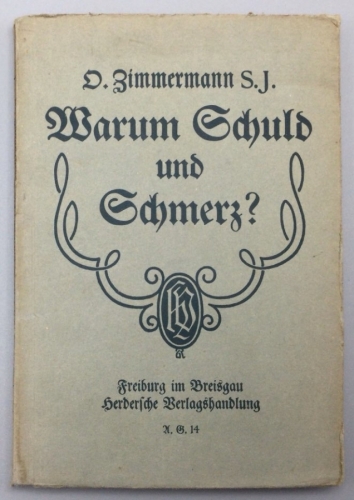 O. Zimmermann S.J.
Warum Schuld
und
Schmerz?
Freiburg im Breisgau
Herdersche Verlagshandlung
A. G. 14